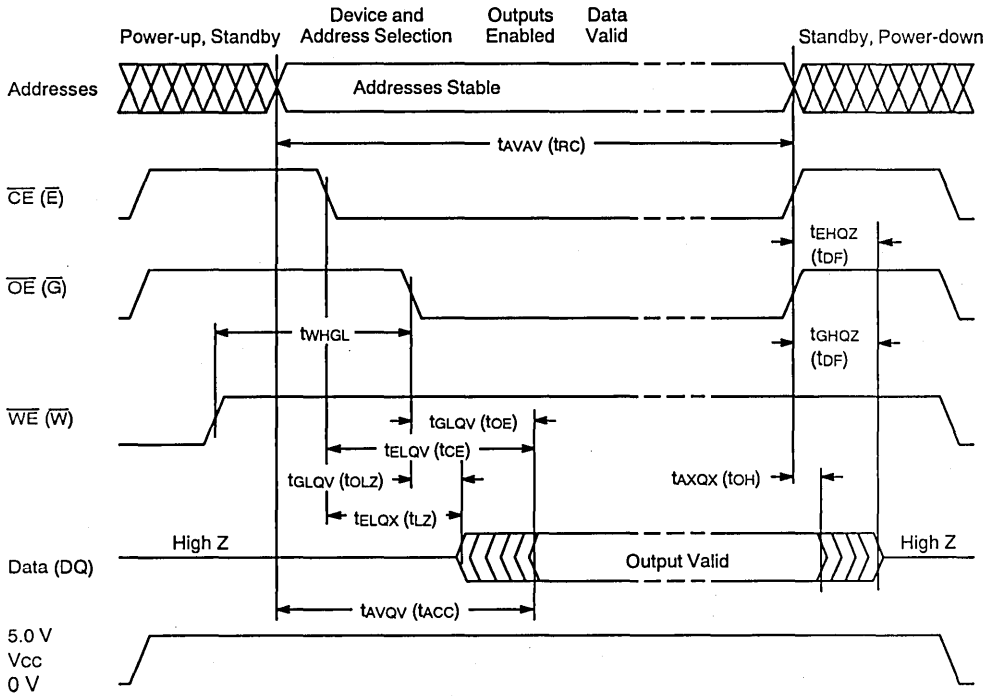 Power-up, Standby
Device and
Address Selection
Outputs
Enabled
Data
Valid
Standby, Power-down
Addresses
Addresses Stable
tAVAV (tRC)
CE (E)
tEHQZ
(tDF)
OE (G)
tWHGL
tGHQZ
(tDF)
WE (W)
tGLQV (tOE)
tELQV (tCE)
tGLQV (tOLZ)
tAXQX (tOH)
tELQX (tLZ)
High Z
High Z
Data (DQ)
Output Valid
tAVQV (tACC)
5.0 V
VCC
0 V